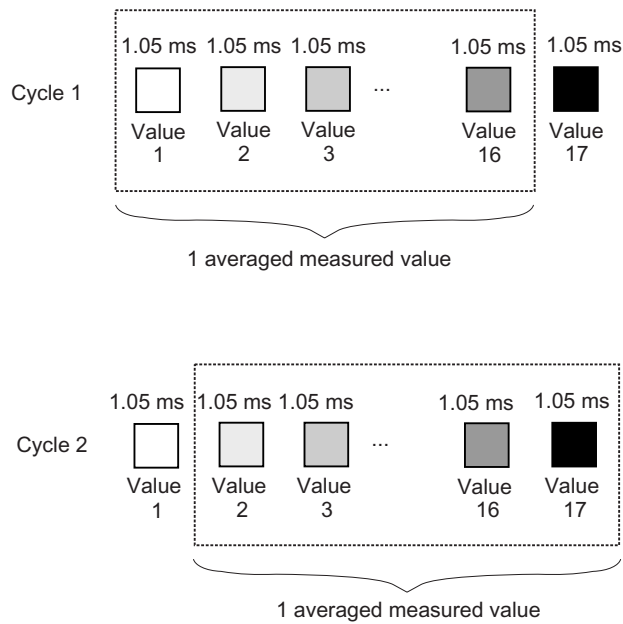 1.05 ms 1.05 ms 1.05 ms 1.05 ms 1.05 ms
Cycle 1
...
Value Value Value Value Value
1 2 3 16 17
1 averaged measured value
1.05 ms 1.05 ms 1.05 ms 1.05 ms 1.05 ms
Cycle 2
...
Value Value Value Value Value
1 2 3 16 17
1 averaged measured value